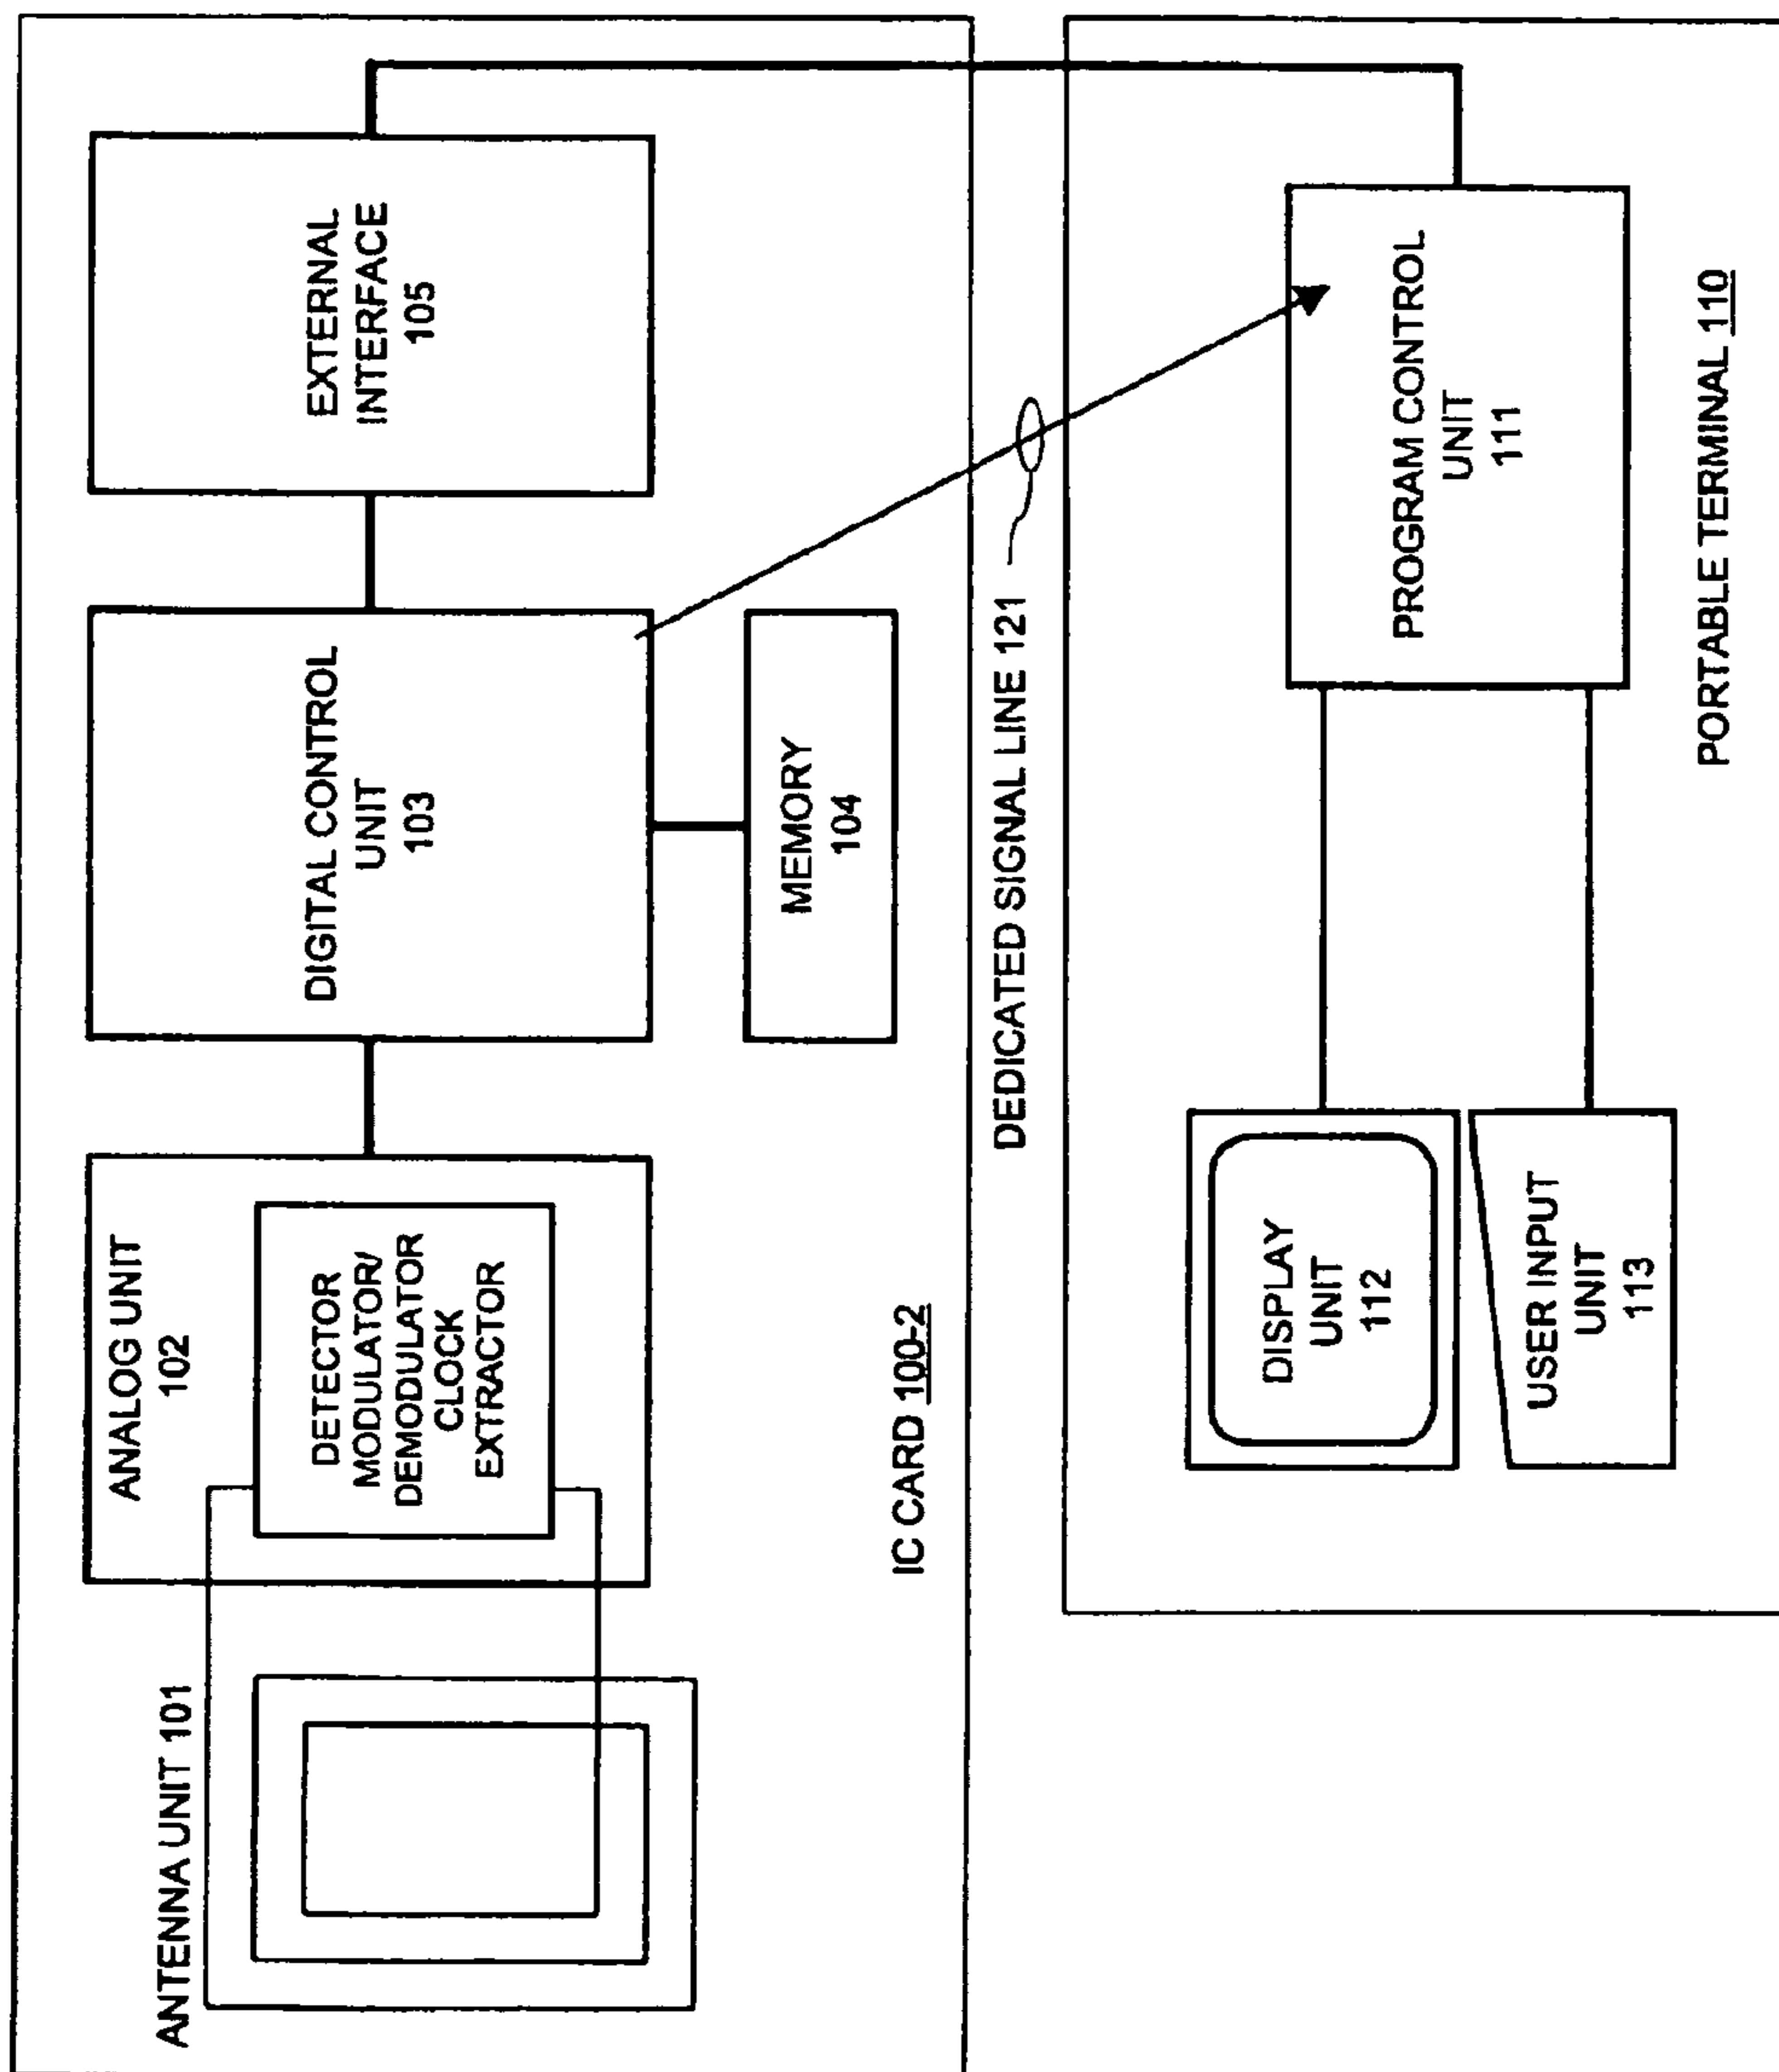 ANTENNA UNIT 101
ANALOG UNIT
102
DETECTOR
MODULATOR/
DEMODULATOR
CLOCK
EXTRACTOR
DIGITAL CONTROL
UNIT
103
MEMORY
104
EXTERNAL
INTERFACE
105
IC CARD 100-2
DEDICATED SIGNAL LINE 121
DISPLAY
UNIT
112
USER INPUT
UNIT
113
PROGRAM CONTROL
UNIT
111
PORTABLE TERMINAL 110